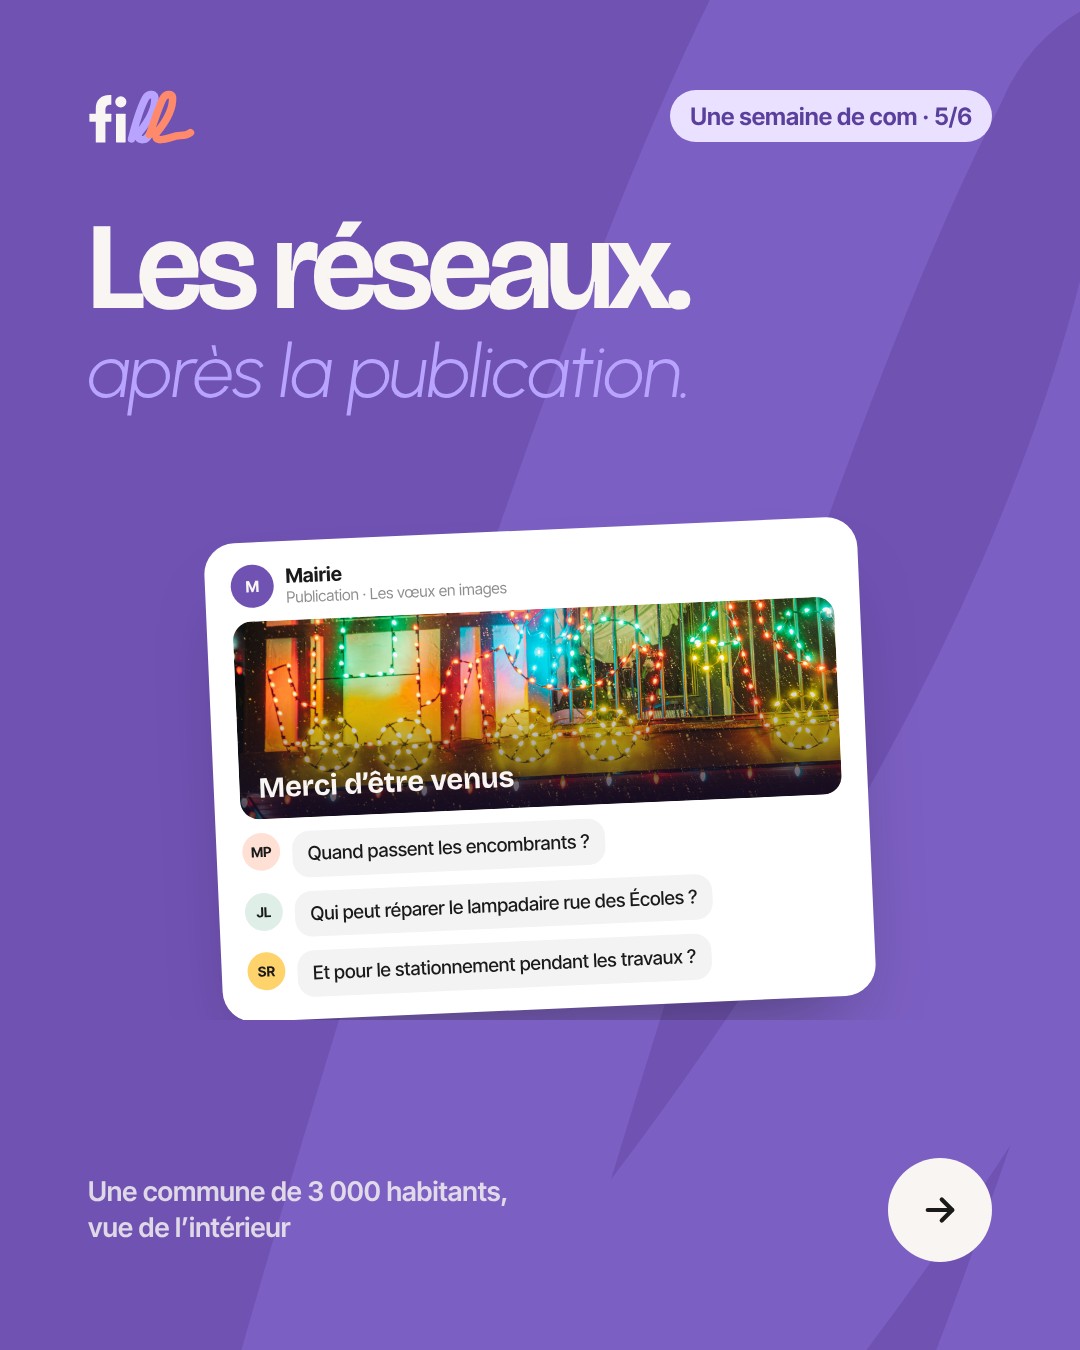 fill
Une semaine de com · 5/6
Les réseaux.
après la publication.
M
Mairie
Publication · Les vœux en images
Merci d’être venus
MP
Quand passent les encombrants ?
JL
Qui peut réparer le lampadaire rue des Écoles ?
SR
Et pour le stationnement pendant les travaux ?
Une commune de 3 000 habitants,
vue de l’intérieur